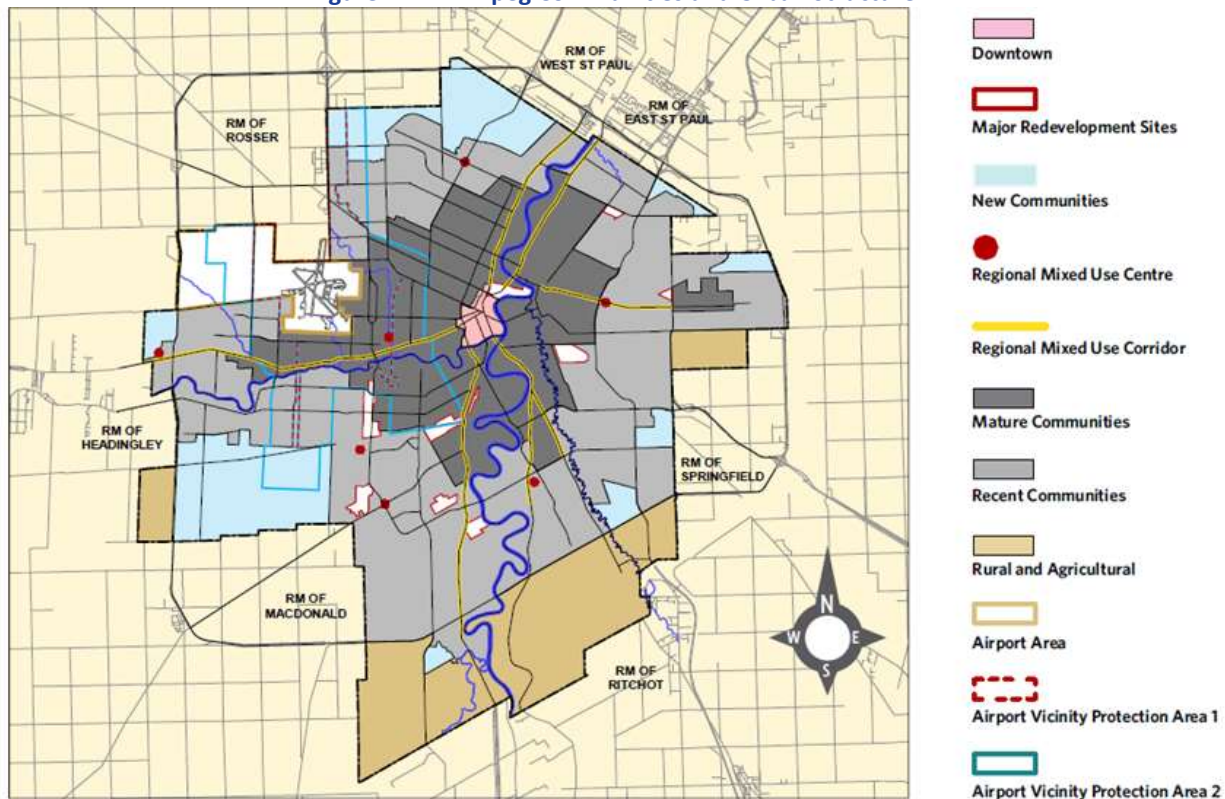 RM OF
WEST ST PAUL
RM OF
EAST ST PAUL
RM OF
ROSSER
RM OF
HEADINGLEY
RM OF
SPRINGFIELD
RM OF
MACDONALD
RM OF
RITCHOT
N
W
E
S
Downtown
Major Redevelopment Sites
New Communities
Regional Mixed Use Centre
Regional Mixed Use Corridor
Mature Communities
Recent Communities
Rural and Agricultural
Airport Area
Airport Vicinity Protection Area 1
Airport Vicinity Protection Area 2